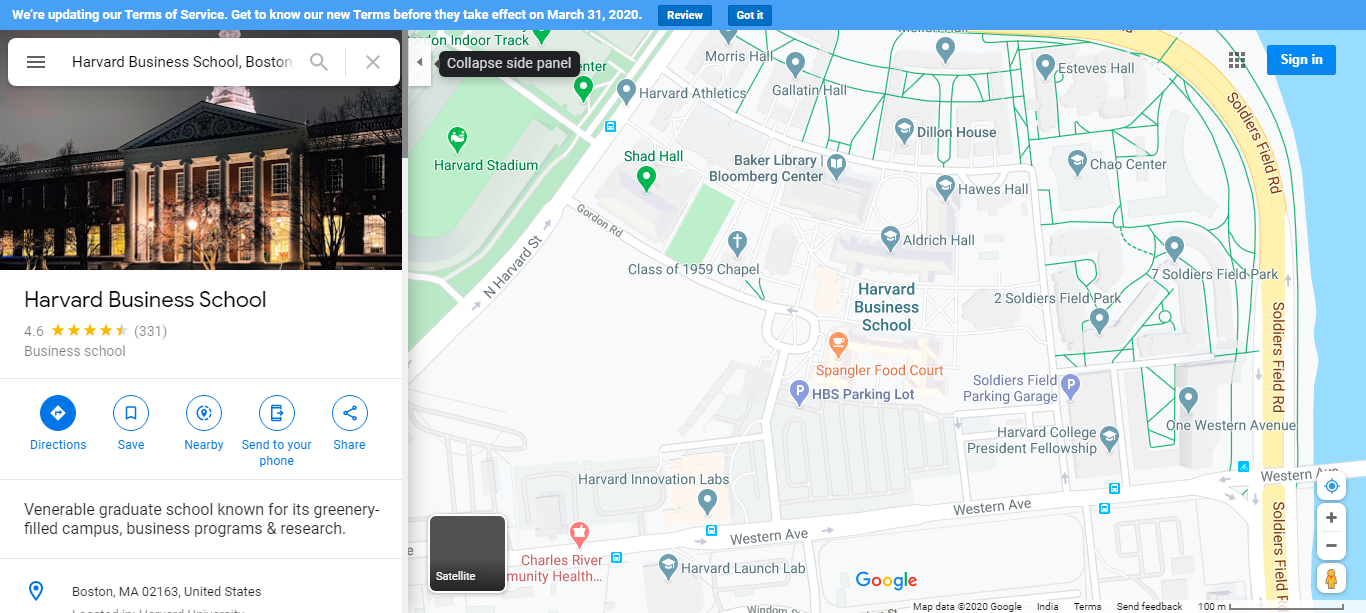 We're updating our Terms of Service. Get to know our new Terms before they take effect on March 31, 2020.
Review
Got it
Harvard Business School, Boston,
Collapse side panel
Sign in
Harvard Business School
4.6
(331)
Business school
Directions
Save
Nearby
Send to your
phone
Share
Venerable graduate school known for its greenery-
filled campus, business programs & research.
Boston, MA 02163, United States
Located in: Harvard University
Indoor Track
Morris Hall
Harvard Athletics
Gallatin Hall
Esteves Hall
Soldiers Field Rd
Harvard Stadium
Shad Hall
Dillon House
Baker Library |
Bloomberg Center
Chao Center
Hawes Hall
Gordon Rd
N Harvard St
Aldrich Hall
Class of 1959 Chapel
7 Soldiers Field Park
Harvard
Business
School
2 Soldiers Field Park
Soldiers Field Rd
Spangler Food Court
HBS Parking Lot
Soldiers Field
Parking Garage
One Western Avenue
Harvard College
President Fellowship
Harvard Innovation Labs
Western Ave
Western Ave
Western Ave
Soldiers Field Rd
Charles River
munity Health...
Harvard Launch Lab
Satellite
P
P
Google
Map data ©2020 Google
India
Terms
Send feedback
100 m